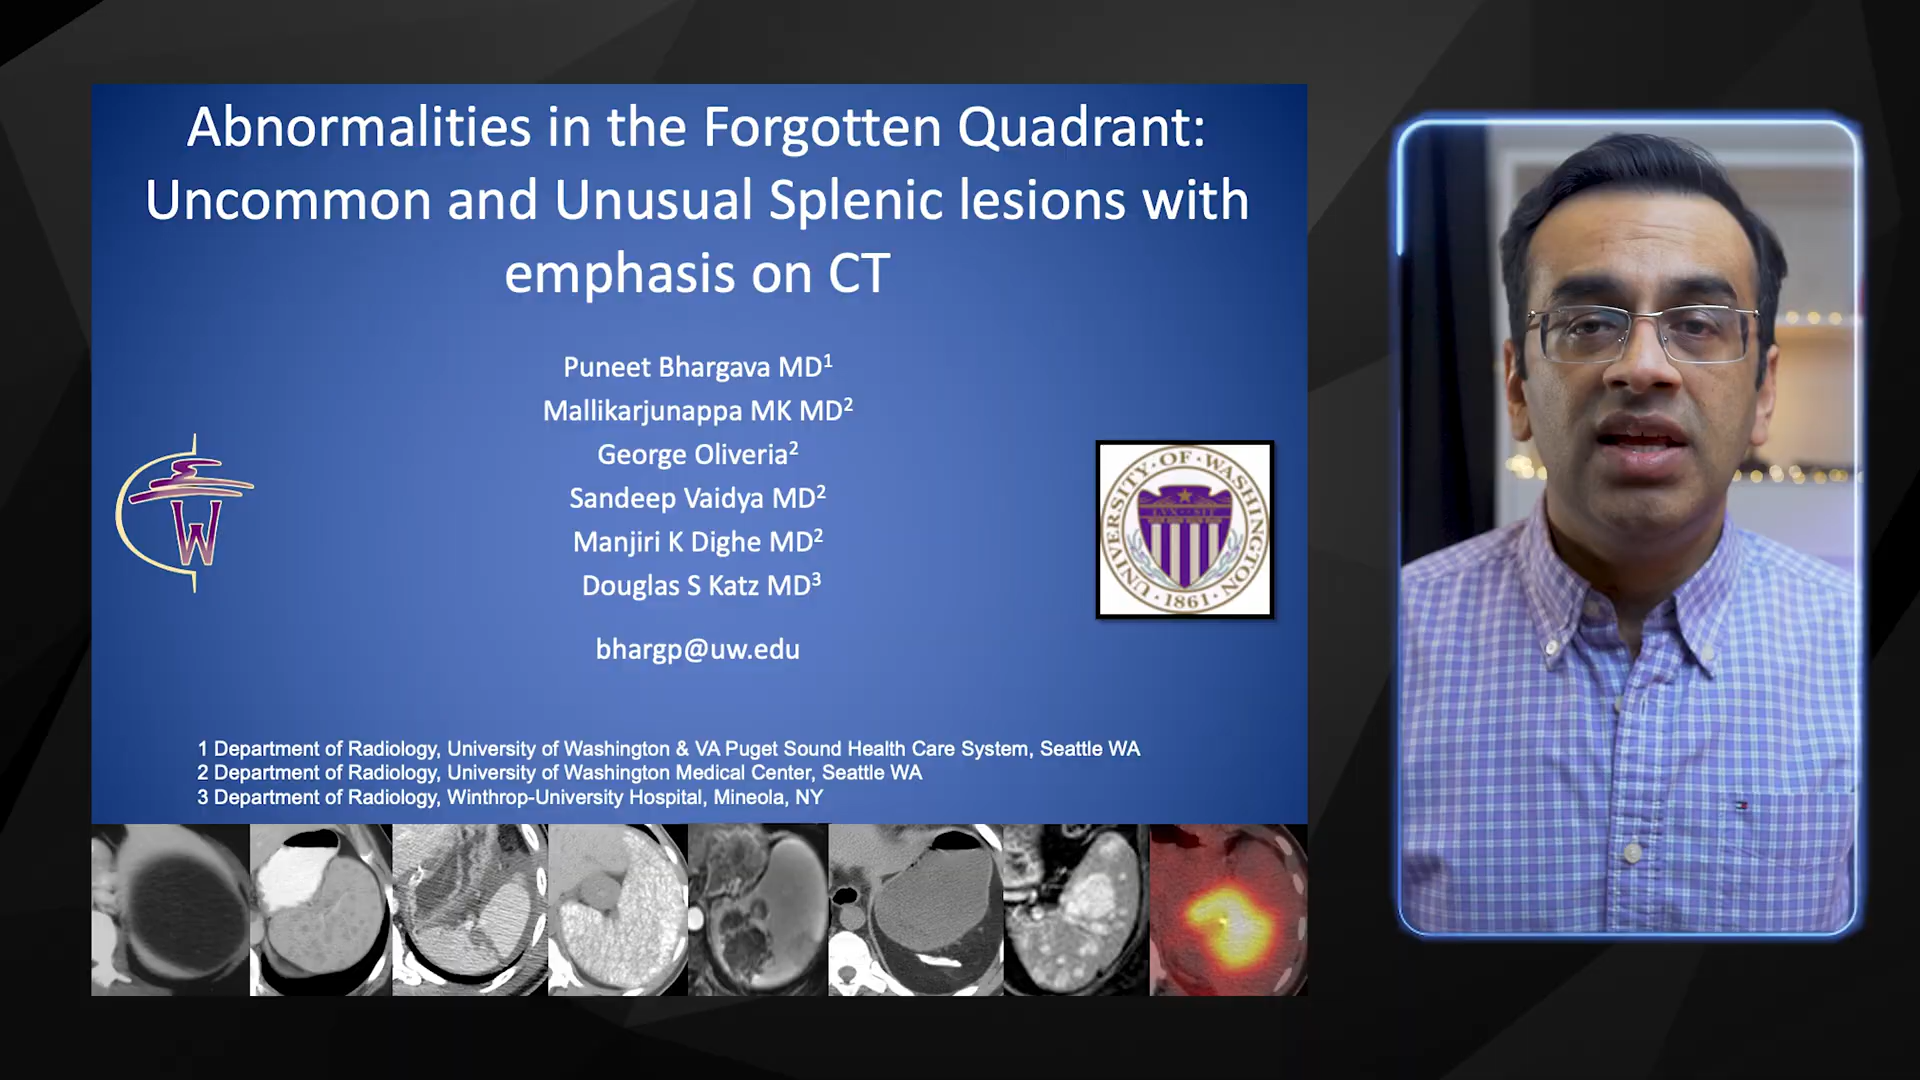 Abnormalities in the Forgotten Quadrant:
Uncommon and Unusual Splenic lesions with
emphasis on CT
Puneet Bhargava MD1
Mallikarjunappa MK MD2
George Oliveria2
Sandeep Vaidya MD2
Manjiri K Dighe MD2
Douglas S Katz MD3
bhargp@uw.edu
W
UNIVERSITY · OF · WASHINGTON
LVX SIT
· 1861 ·
1 Department of Radiology, University of Washington & VA Puget Sound Health Care System, Seattle WA
2 Department of Radiology, University of Washington Medical Center, Seattle WA
3 Department of Radiology, Winthrop-University Hospital, Mineola, NY